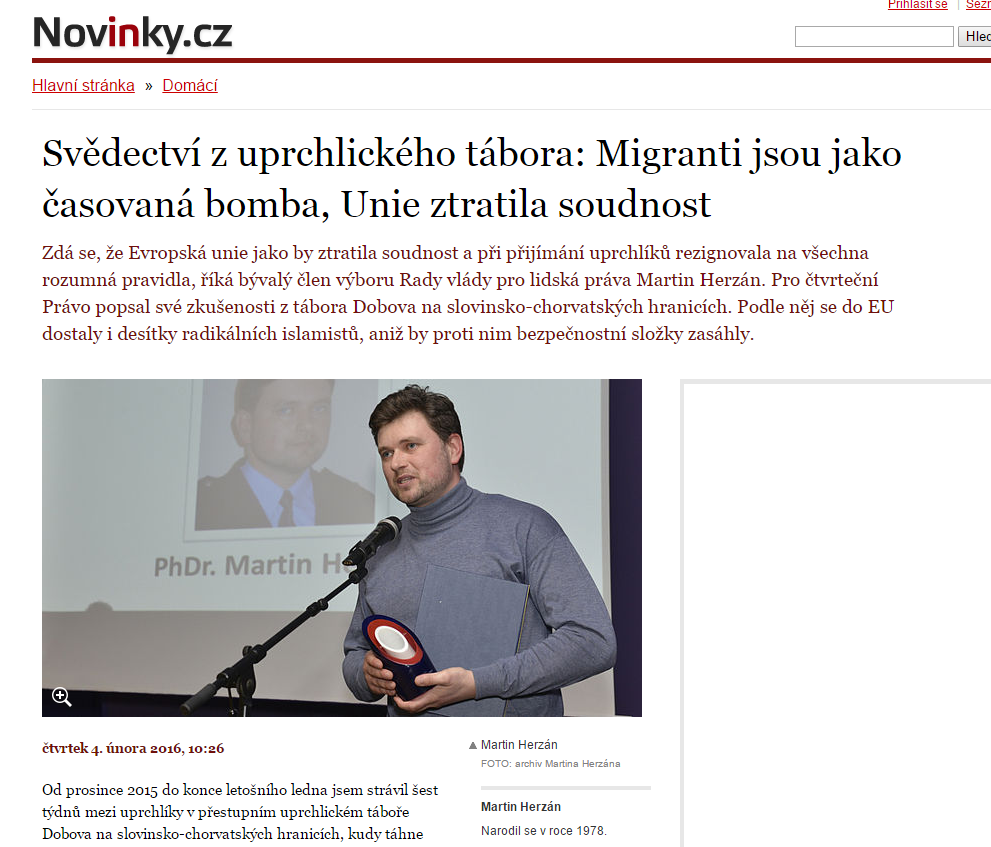 Přihlásit se
Novinky.cz
Hlavní stránka » Domácí
Svědectví z uprchlického tábora: Migranti jsou jako
časovaná bomba, Unie ztratila soudnost
Zdá se, že Evropská unie jako by ztratila soudnost a při přijímání uprchlíků rezignovala na všechna
rozumná pravidla, říká bývalý člen výboru Rady vlády pro lidská práva Martin Herzán. Pro čtvrteční
Právo popsal své zkušenosti z tábora Dobova na slovinsko-chorvatských hranicích. Podle něj se do EU
dostaly i desítky radikálních islamistů, aniž by proti nim bezpečnostní složky zasáhly.
PhDr. Martin
čtvrtek 4. února 2016, 10:26
Od prosince 2015 do konce letošního ledna jsem strávil šest
týdnů mezi uprchlíky v přestupním uprchlickém táboře
Dobova na slovinsko-chorvatských hranicích, kudy táhne
▲ Martin Herzán
FOTO: archiv Martina Herzána
Martin Herzán
Narodil se v roce 1978.